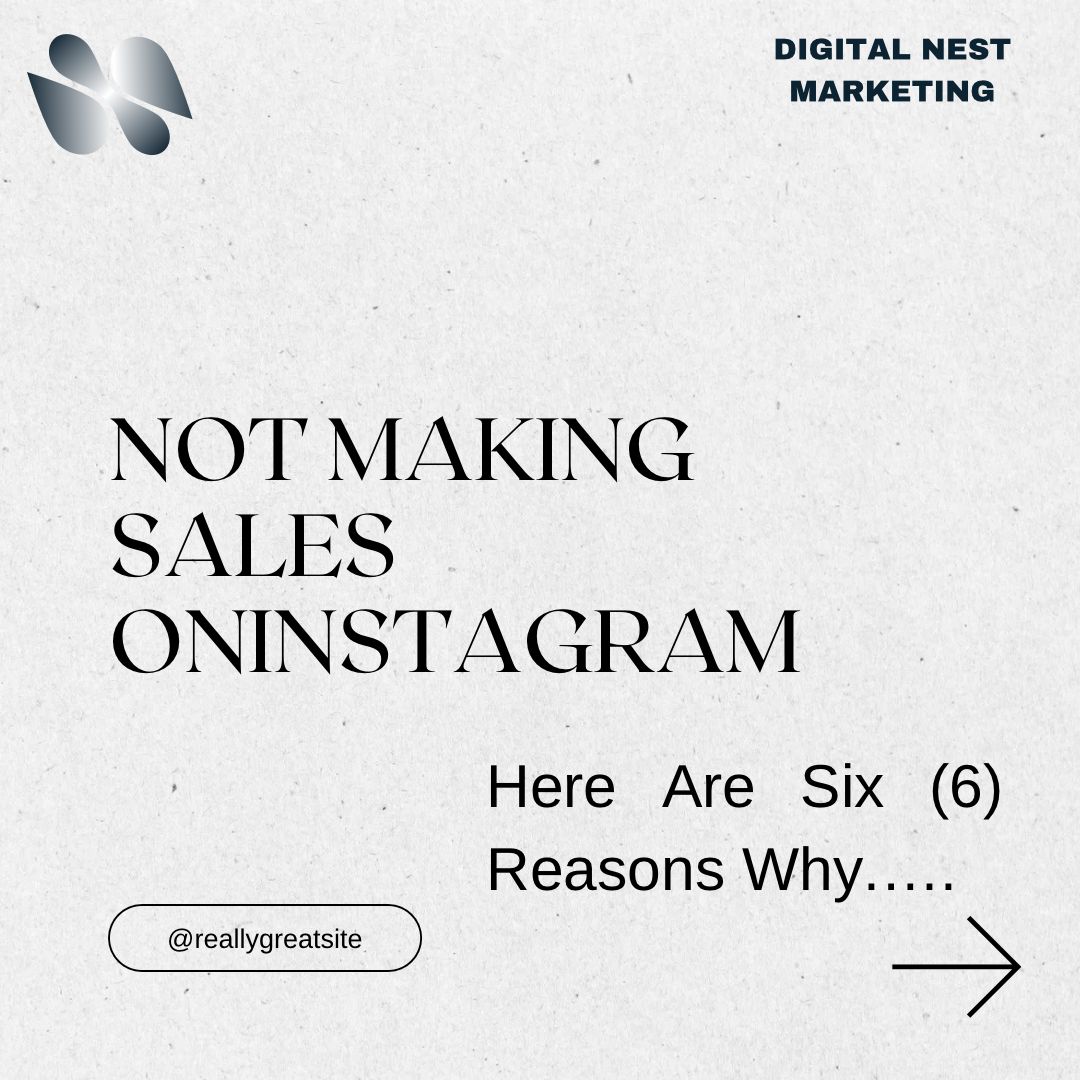 DIGITAL NEST
MARKETING
NOT MAKING
SALES
ONINSTAGRAM
Here Are Six (6)
Reasons Why.....
@reallygreatsite